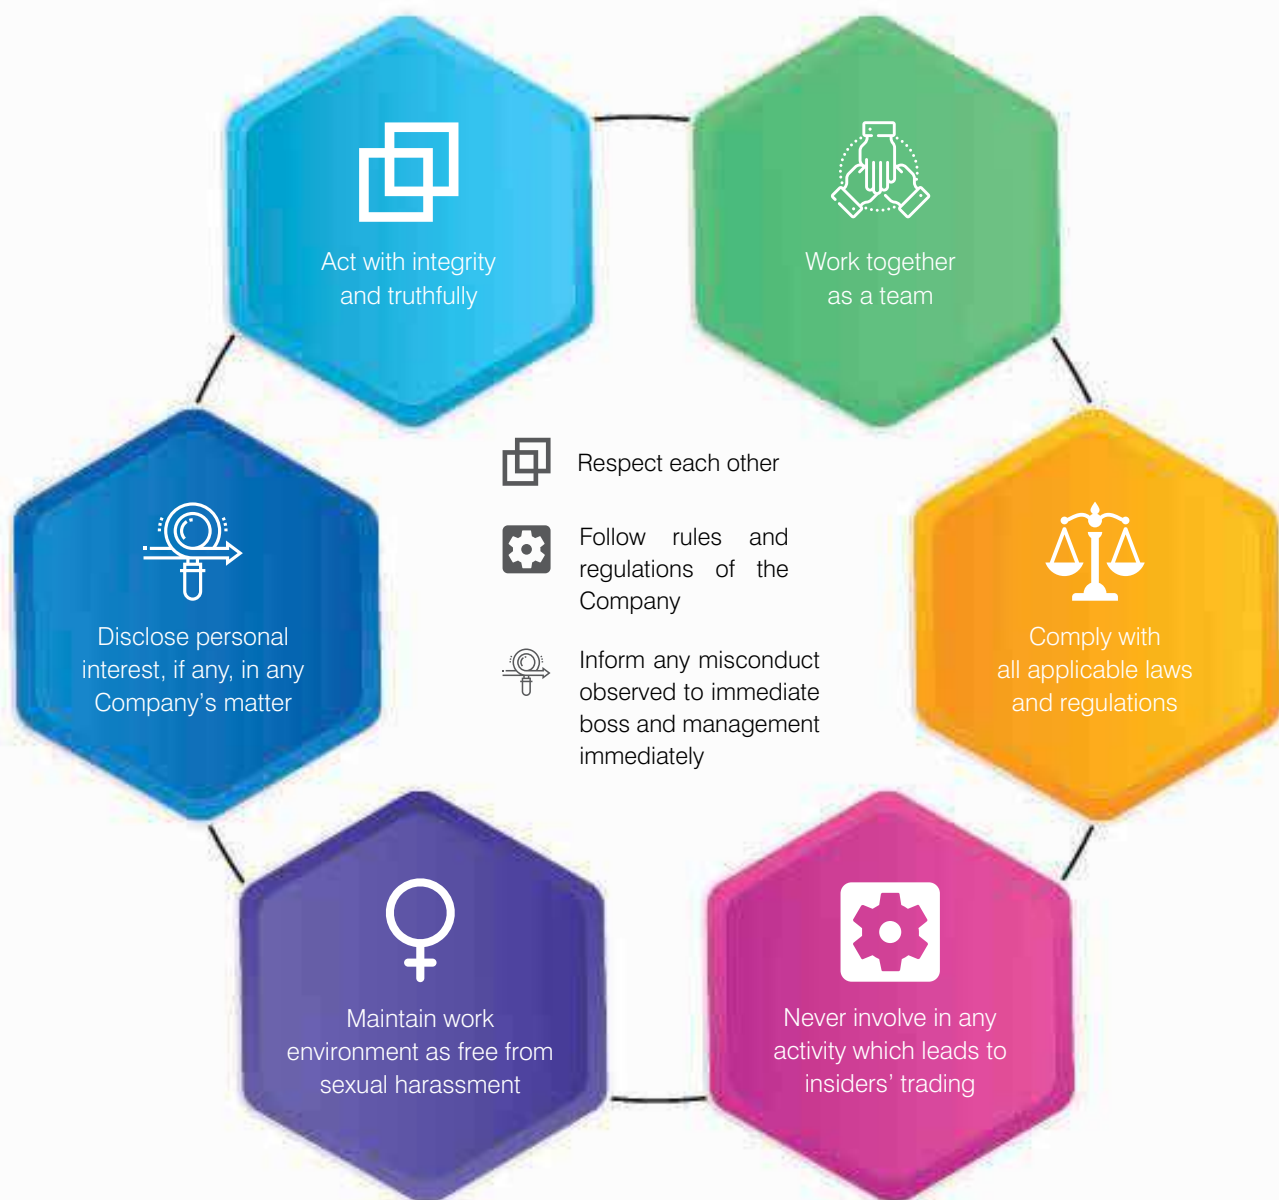 Act with integrity
and truthfully
Work together
as a team
Respect each other
Follow rules and
regulations of the
Company
Inform any misconduct
observed to immediate
boss and management
immediately
Disclose personal
interest, if any, in any
Company’s matter
Comply with
all applicable laws
and regulations
Maintain work
environment as free from
sexual harassment
Never involve in any
activity which leads to
insiders’ trading